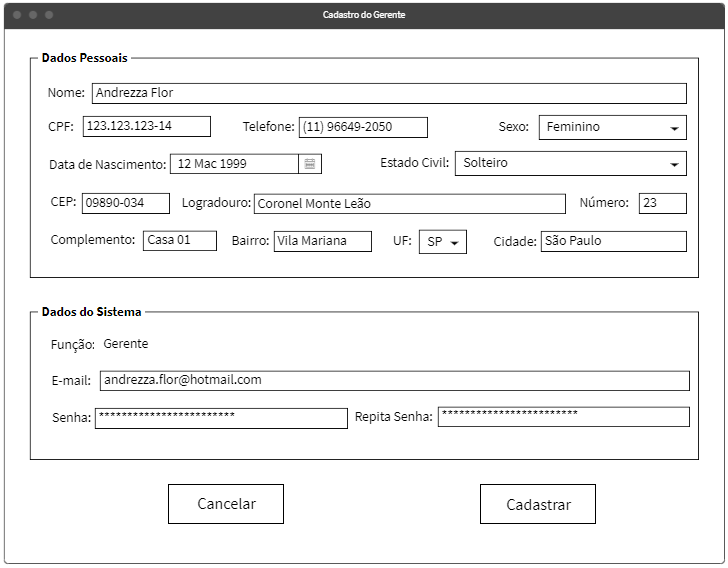 Cadastro do Gerente
Dados Pessoais
Nome: Andrezza Flor
CPF: 123.123.123-14 Telefone: (11) 96649-2050 Sexo: Feminino
Data de Nascimento: 12 Mac 1999 Estado Civil: Solteiro
CEP: 09890-034 Logradouro: Coronel Monte Leão Número: 23
Complemento: Casa 01 Bairro: Vila Mariana UF: SP Cidade: São Paulo
Dados do Sistema
Função: Gerente
E-mail: andrezza.flor@hotmail.com
Senha: ************************ Repita Senha: ************************
Cancelar Cadastrar